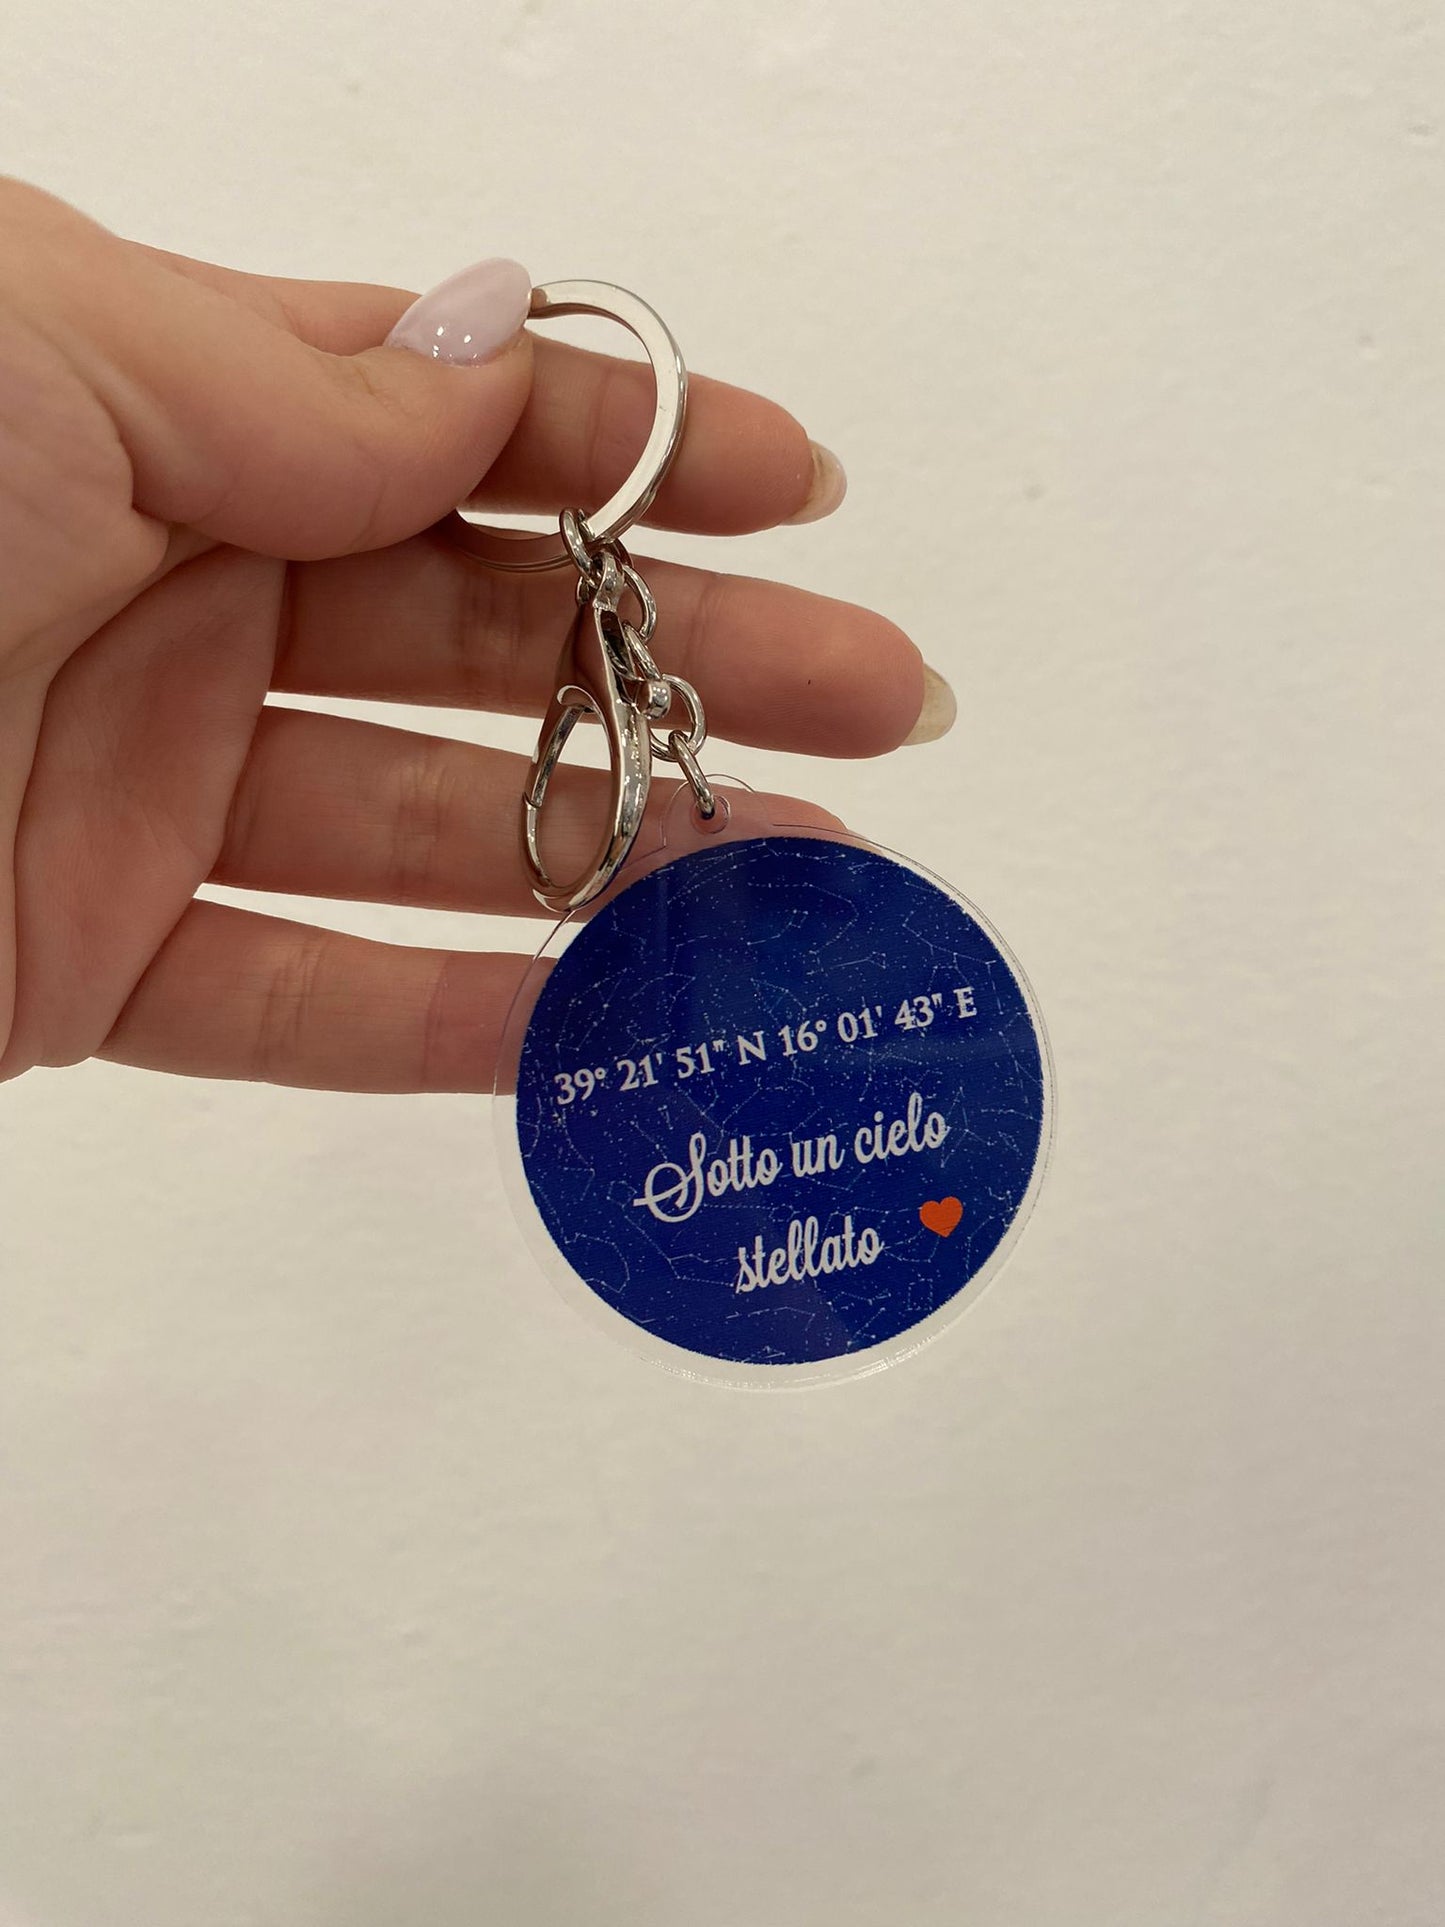 39° 21' 51" N 16° 01' 43" E
Sotto un cielo
stellato